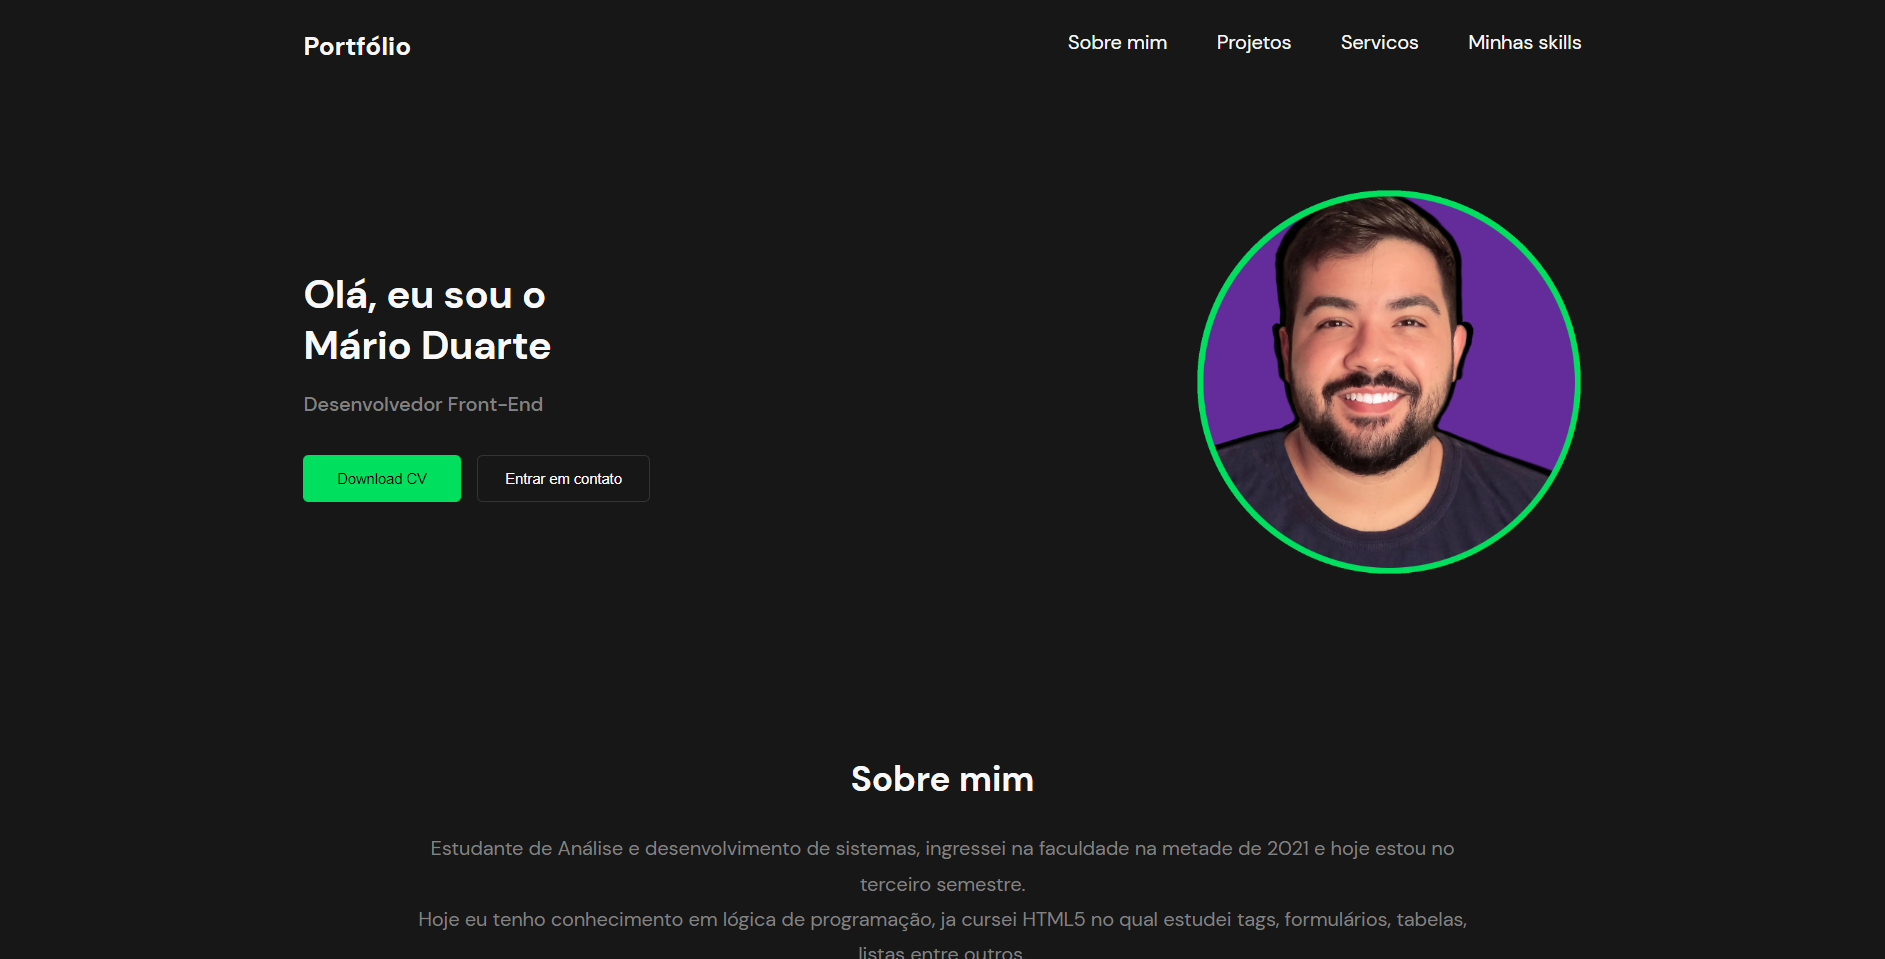 Portfólio
Sobre mim
Projetos
Servicos
Minhas skills
Olá, eu sou o
Mário Duarte
Desenvolvedor Front-End
Download CV
Entrar em contato
Sobre mim
Estudante de Análise e desenvolvimento de sistemas, ingressei na faculdade na metade de 2021 e hoje estou no
terceiro semestre.
Hoje eu tenho conhecimento em lógica de programação, ja cursei HTML5 no qual estudei tags, formulários, tabelas,
listas entre outros